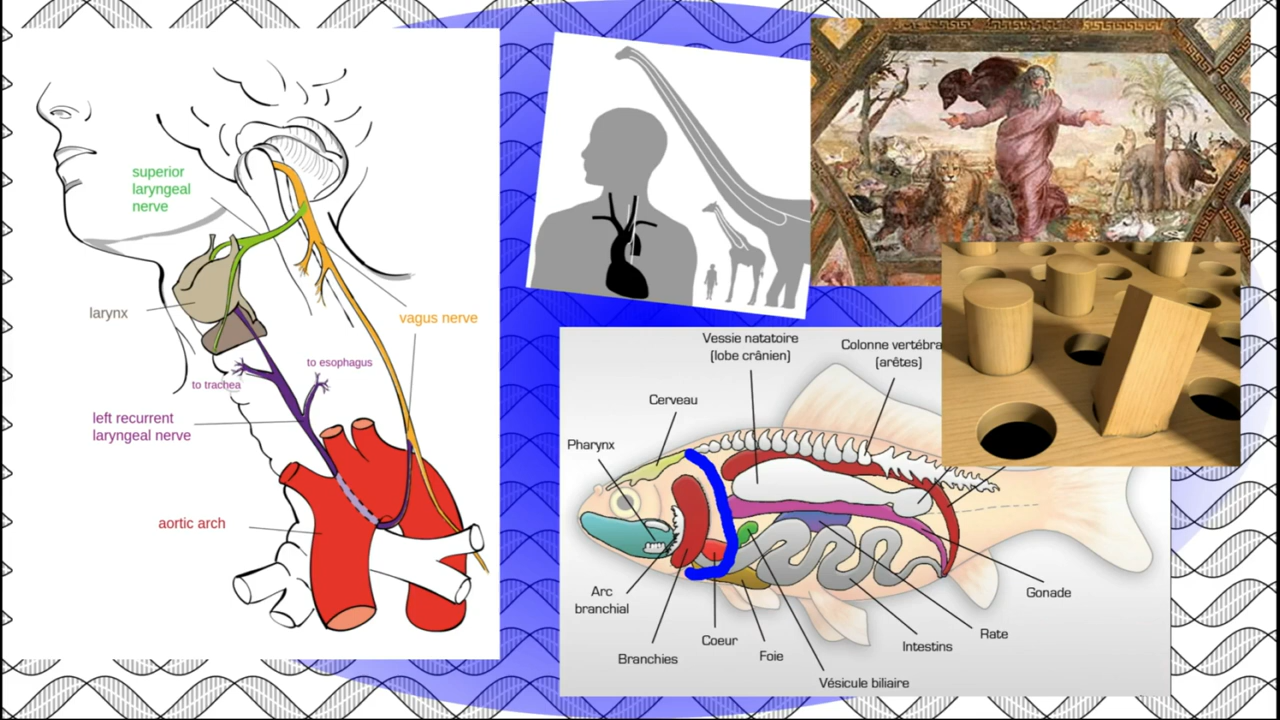 superior
laryngeal
nerve
larynx
vagus nerve
to esophagus
to trachea
left recurrent
laryngeal nerve
aortic arch
Vessie natatoire
(lobe crânien)
Colonne vertébra
(arêtes)
Cerveau
Pharynx
Arc
branchial
Branchies
Coeur
Foie
Vésicule biliaire
Intestins
Rate
Gonade